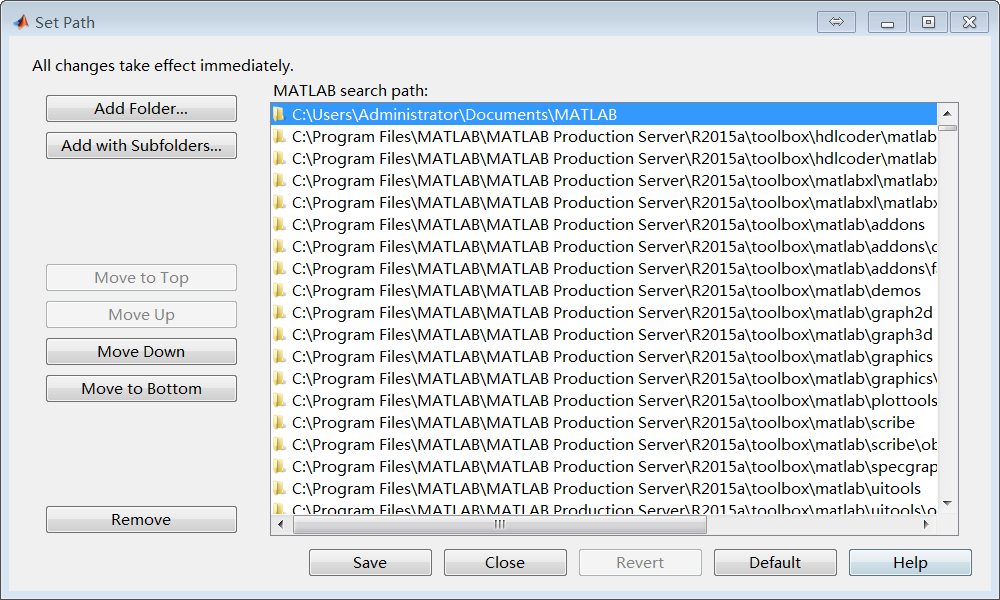 Set Path
All changes take effect immediately.
MATLAB search path:
Add Folder...
Add with Subfolders...
Move to Top
Move Up
Move Down
Move to Bottom
Remove
C:\Users\Administrator\Documents\MATLAB
C:\Program Files\MATLAB\MATLAB Production Server\R2015a\toolbox\hdlcoder\matlab
C:\Program Files\MATLAB\MATLAB Production Server\R2015a\toolbox\hdlcoder\matlab
C:\Program Files\MATLAB\MATLAB Production Server\R2015a\toolbox\matlabxl\matlabx
C:\Program Files\MATLAB\MATLAB Production Server\R2015a\toolbox\matlabxl\matlabx
C:\Program Files\MATLAB\MATLAB Production Server\R2015a\toolbox\matlab\addons
C:\Program Files\MATLAB\MATLAB Production Server\R2015a\toolbox\matlab\addons\c
C:\Program Files\MATLAB\MATLAB Production Server\R2015a\toolbox\matlab\addons\f
C:\Program Files\MATLAB\MATLAB Production Server\R2015a\toolbox\matlab\demos
C:\Program Files\MATLAB\MATLAB Production Server\R2015a\toolbox\matlab\graph2d
C:\Program Files\MATLAB\MATLAB Production Server\R2015a\toolbox\matlab\graph3d
C:\Program Files\MATLAB\MATLAB Production Server\R2015a\toolbox\matlab\graphics
C:\Program Files\MATLAB\MATLAB Production Server\R2015a\toolbox\matlab\graphics\
C:\Program Files\MATLAB\MATLAB Production Server\R2015a\toolbox\matlab\plottools
C:\Program Files\MATLAB\MATLAB Production Server\R2015a\toolbox\matlab\scribe
C:\Program Files\MATLAB\MATLAB Production Server\R2015a\toolbox\matlab\scribe\ob
C:\Program Files\MATLAB\MATLAB Production Server\R2015a\toolbox\matlab\specgrap
C:\Program Files\MATLAB\MATLAB Production Server\R2015a\toolbox\matlab\uitools
C:\Program Files\MATLAB\MATLAB Production Server\R2015a\toolbox\matlab\uitools\o
Save
Close
Revert
Default
Help